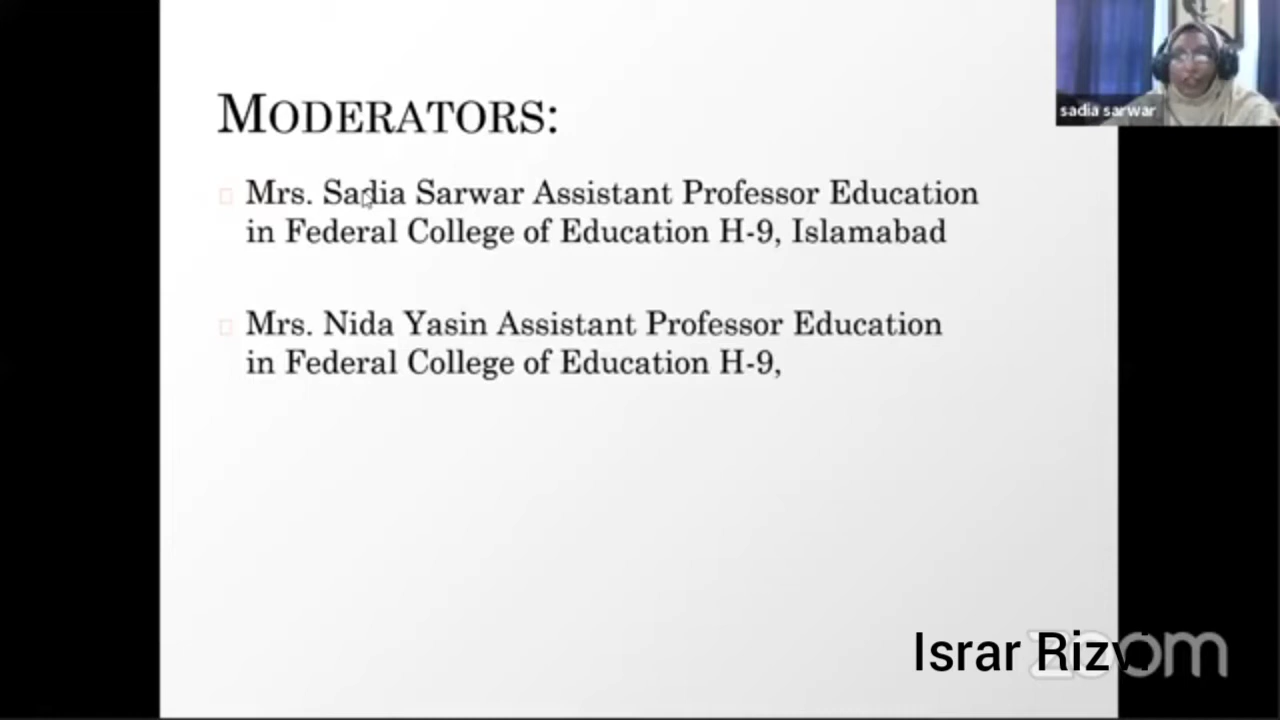 sadia sarwar
MODERATORS:
Mrs. Sadia Sarwar Assistant Professor Education
in Federal College of Education H-9, Islamabad
Mrs. Nida Yasin Assistant Professor Education
in Federal College of Education H-9,
Israr Rizvi
zoom